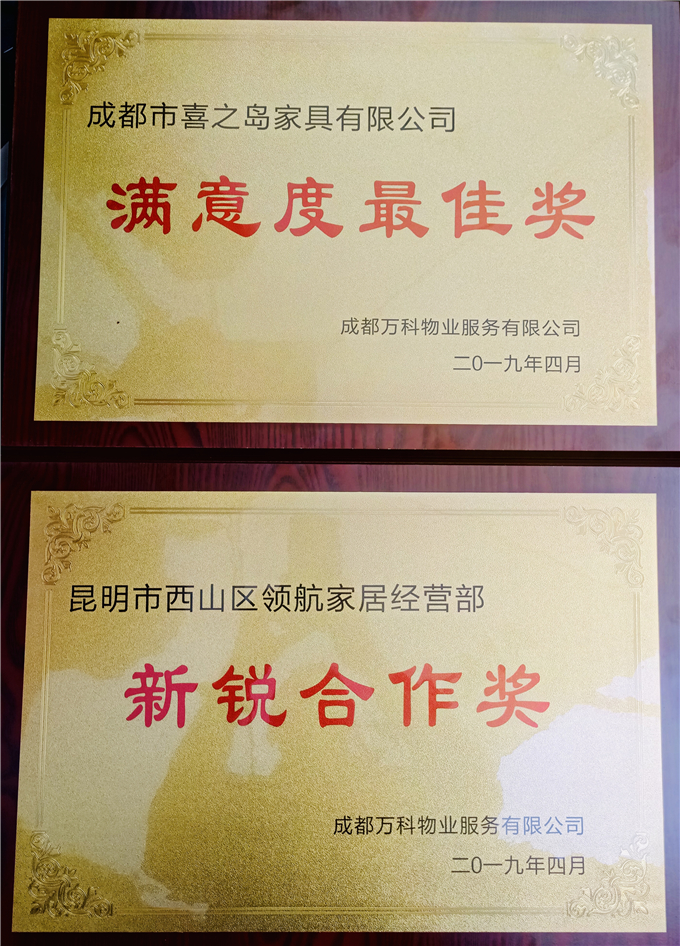 成都市喜之岛家具有限公司
满意度最佳奖
成都万科物业服务有限公司
二0一九年四月
昆明市西山区领航家居经营部
新锐合作奖
成都万科物业服务有限公司
二0一九年四月